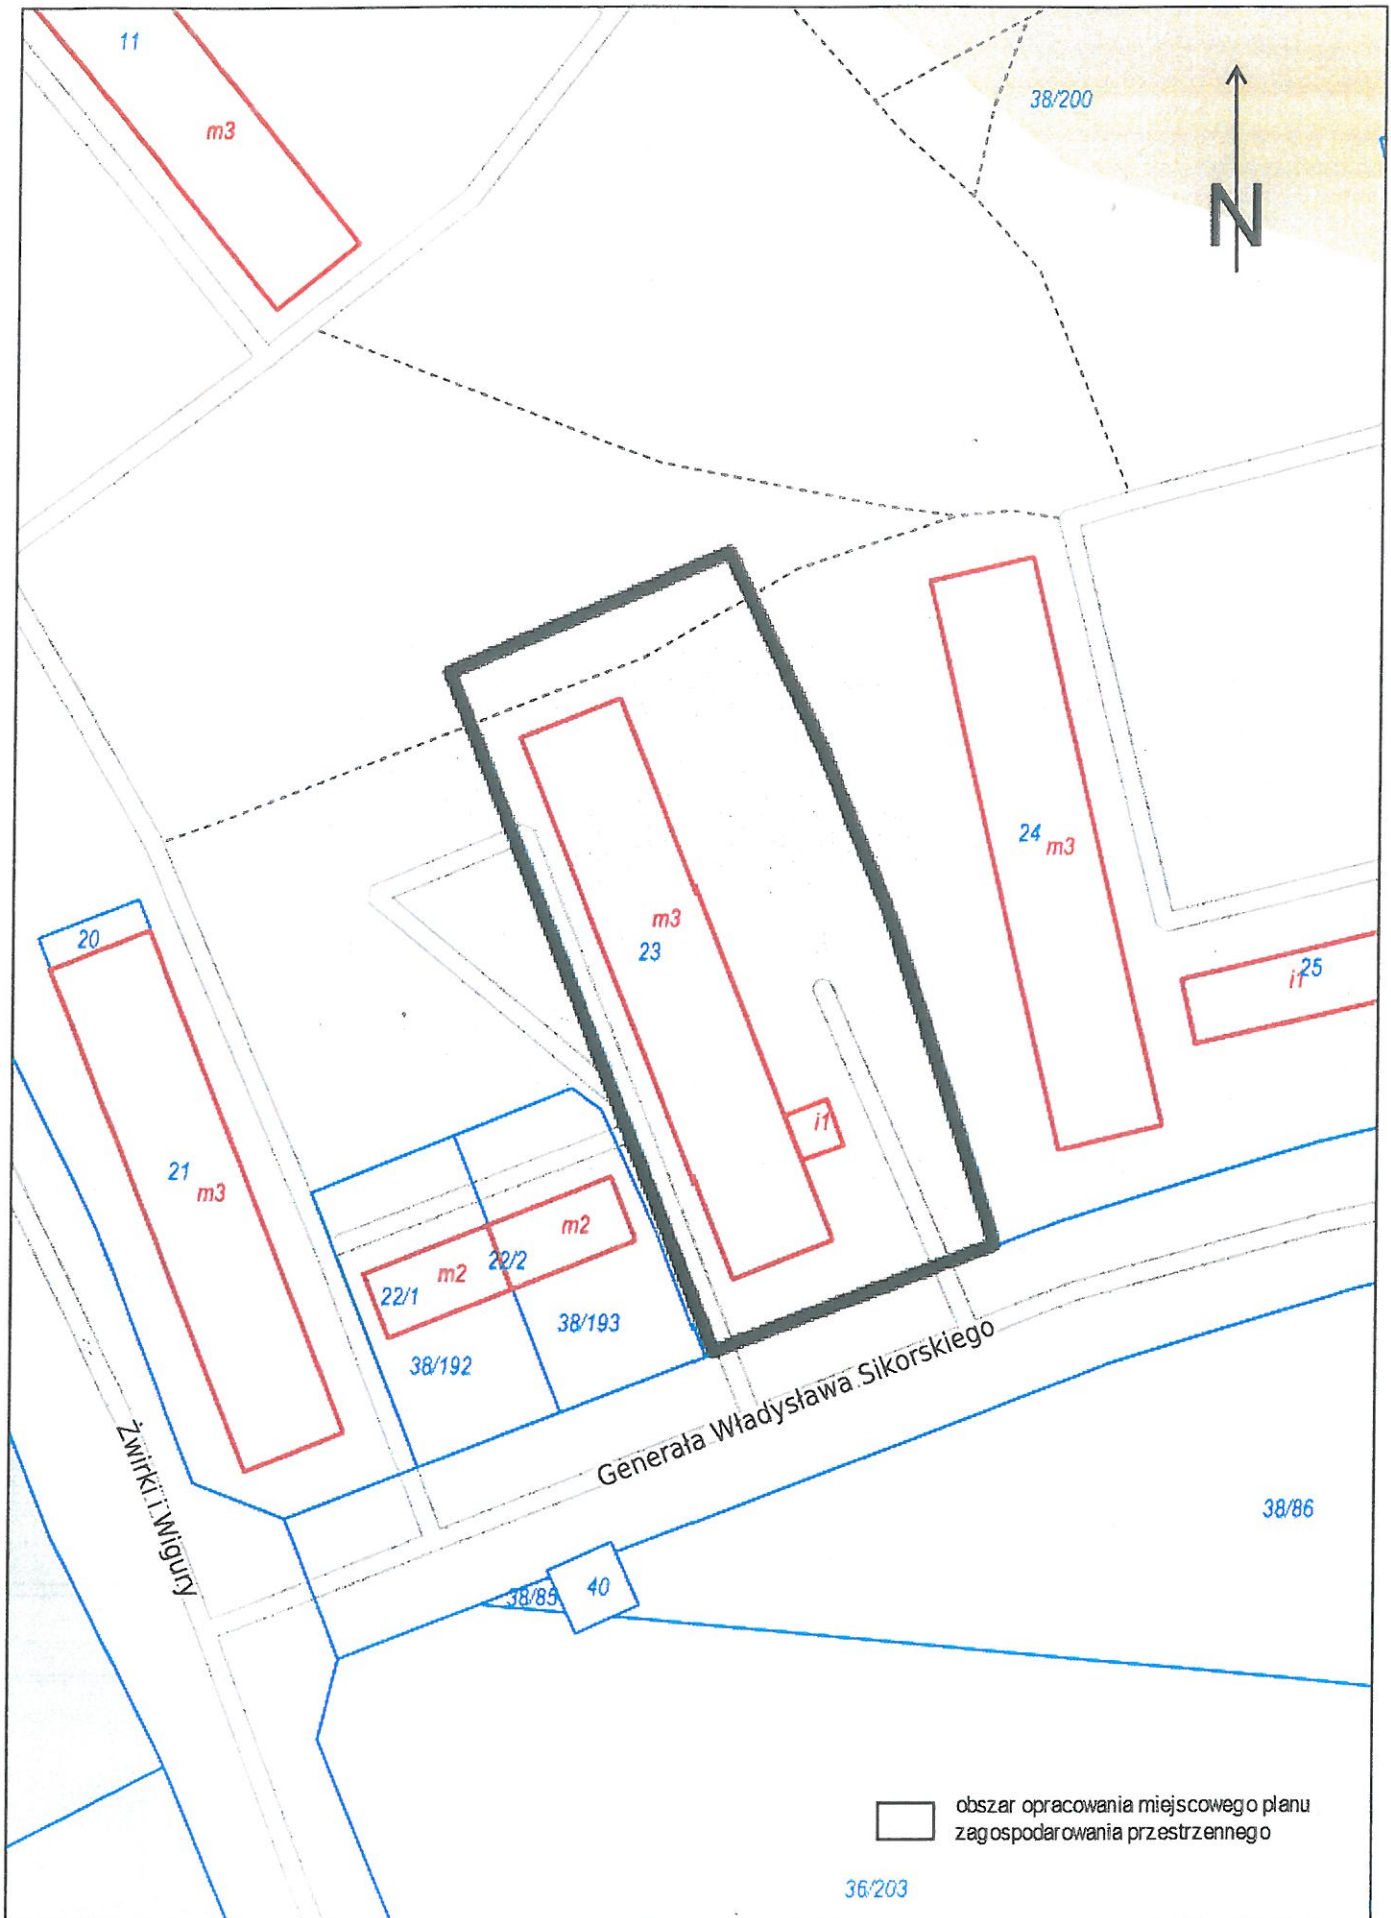 11
m3
38/200
N
24
m3
m3
23
20
25
i1
i1
21
m3
m2
22/2
m2
22/1
38/193
38/192
Generała Władysława Sikorskiego
Żwirki i Wigury
38/86
38/85
40
obszar opracowania miejscowego planu
zagospodarowania przestrzennego
36/203